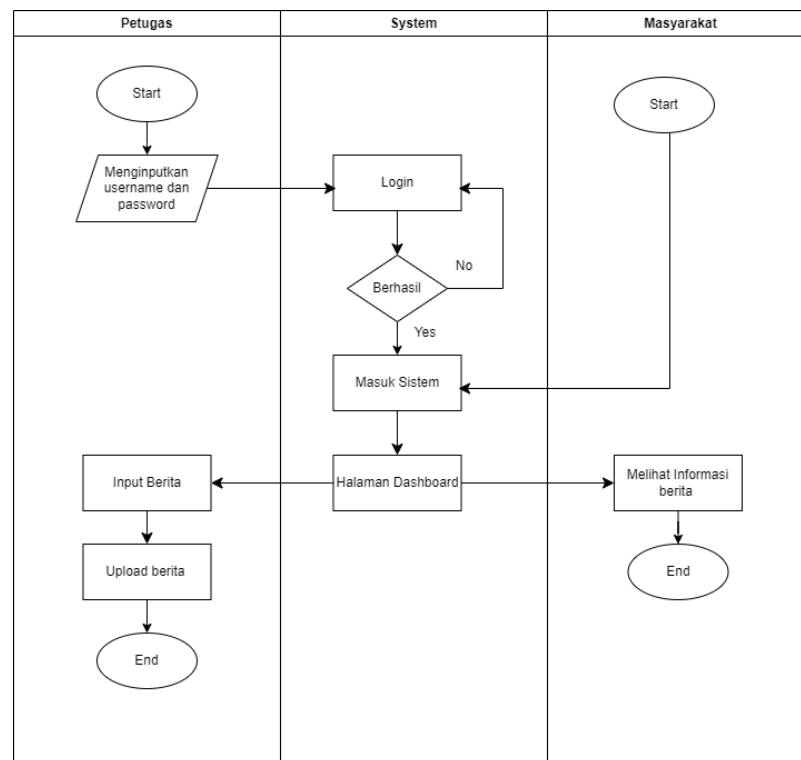 Petugas
System
Masyarakat
Start
Start
Menginputkan
username dan
password
Login
No
Berhasil
Yes
Masuk Sistem
Input Berita
Halaman Dashboard
Melihat Informasi
berita
Upload berita
End
End